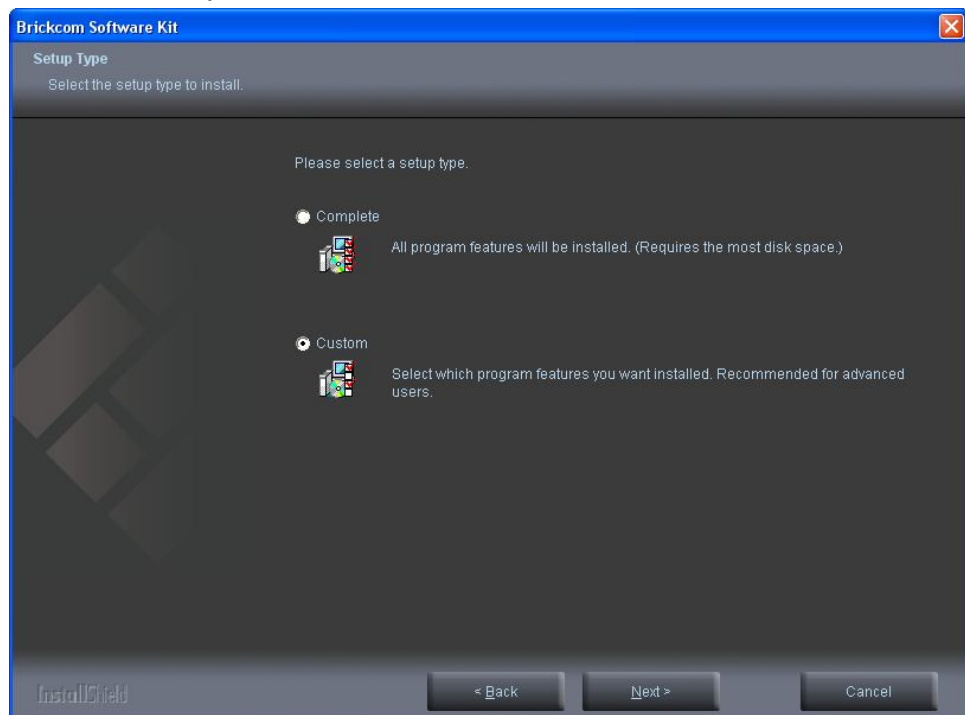 Brickcom Software Kit
Setup Type
Select the setup type to install.
Please select a setup type.
Complete
All program features will be installed. (Requires the most disk space.)
Custom
Select which program features you want installed. Recommended for advanced
users.
InstallShield
< Back
Next >
Cancel